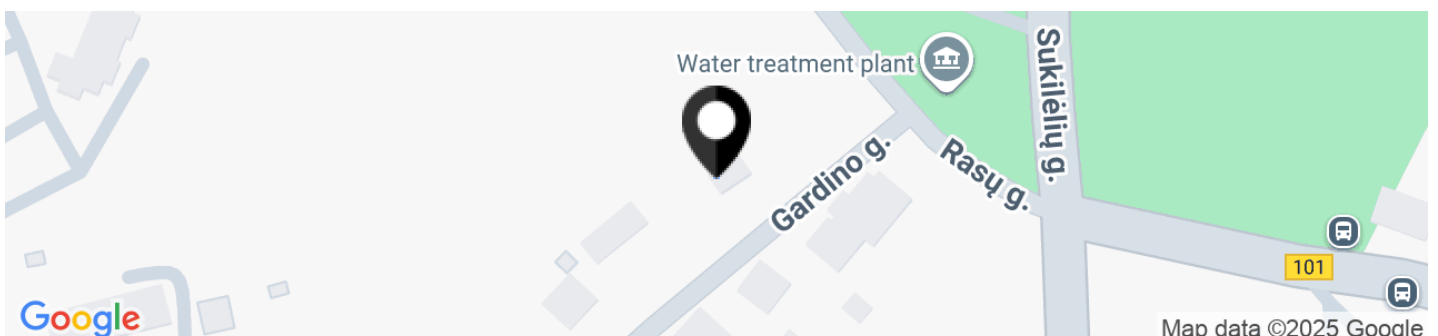 Water treatment plant
Sukilėlių g.
Gardino g.
Rasų g.
101
Google
Map data ©2025 Google